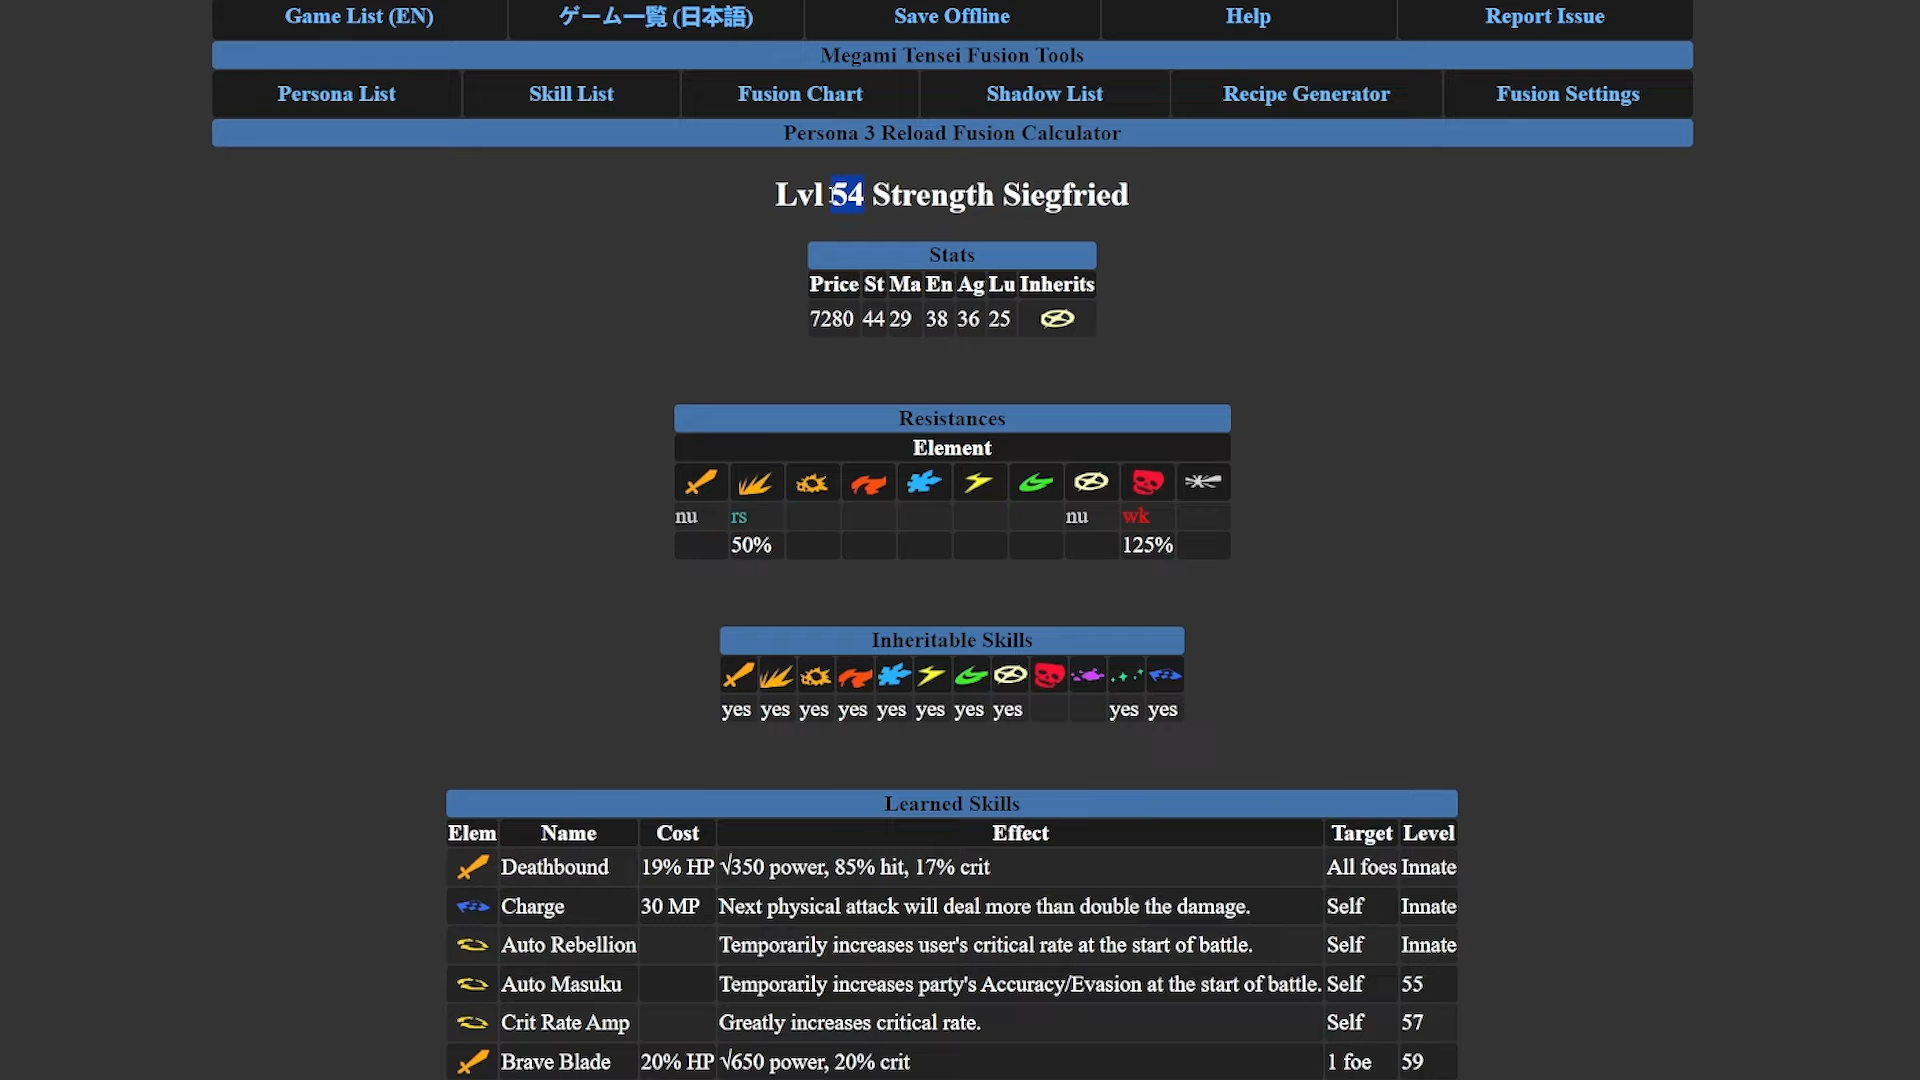 Game List (EN) ゲーム一覧 (日本語) Save Offline Help Report Issue
Megami Tensei Fusion Tools
Persona List Skill List Fusion Chart Shadow List Recipe Generator Fusion Settings
Persona 3 Reload Fusion Calculator
Lvl 54 Strength Siegfried
Stats
Price St Ma En Ag Lu Inherits
7280 44 29 38 36 25
Resistances
Element
nu rs nu wk
50% 125%
Inheritable Skills
yes yes yes yes yes yes yes yes yes yes
Learned Skills
Elem Name Cost Effect Target Level
Deathbound 19% HP √350 power, 85% hit, 17% crit All foes Innate
Charge 30 MP Next physical attack will deal more than double the damage. Self Innate
Auto Rebellion Temporarily increases user's critical rate at the start of battle. Self Innate
Auto Masuku Temporarily increases party's Accuracy/Evasion at the start of battle. Self 55
Crit Rate Amp Greatly increases critical rate. Self 57
Brave Blade 20% HP √650 power, 20% crit 1 foe 59